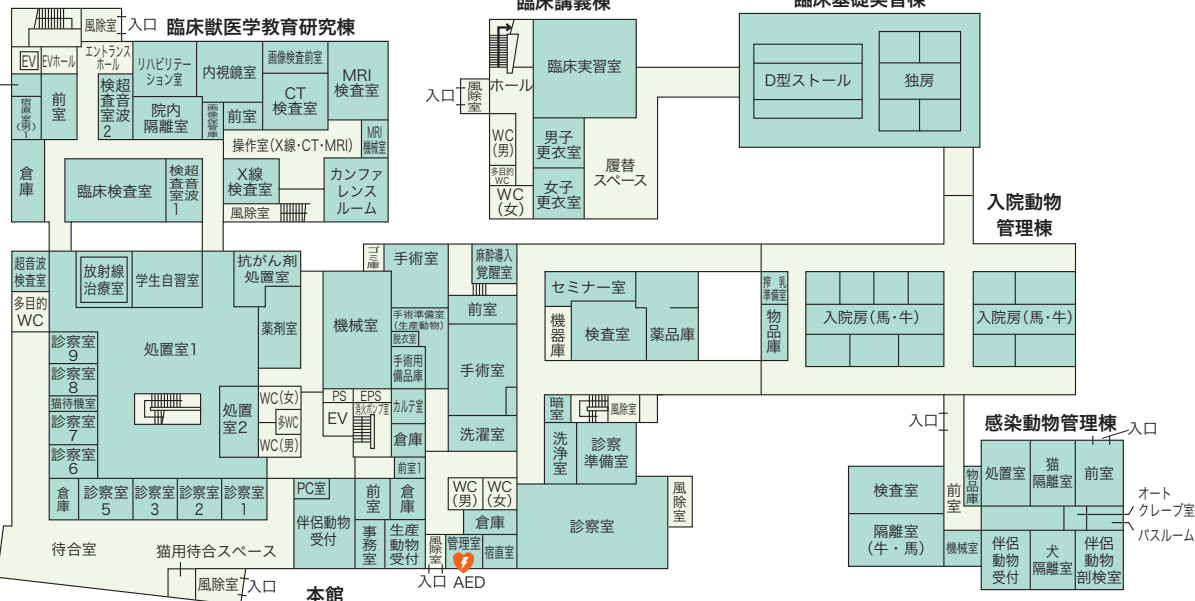 臨床講義棟
臨床基礎実習棟
風除室
入口
臨床獣医学教育研究棟
EV
EVホール
エントランス
ホール
リハビリテー
ション室
内視鏡室
画像検査前室
MRI
検査室
宿直室(男)1
前室
超音波
検査室2
院内
隔離室
画像保管庫
前室
CT
検査室
操作室(X線・CT・MRI)
MRI
機械室
倉庫
臨床検査室
超音波
検査室1
X線
検査室
カンファ
レンス
ルーム
風除室
入口
風除室
ホール
臨床実習室
WC
(男)
多目的
WC
WC
(女)
男子
更衣室
女子
更衣室
履替
スペース
D型ストール
独房
入院動物
管理棟
超音波
検査室
多目的
WC
放射線
治療室
学生自習室
抗がん剤
処置室
薬剤室
診察室
9
診察室
8
猫待機室
診察室
7
診察室
6
処置室1
処置
室2
WC(女)
多WC
WC(男)
機械室
PS
EPS
EV
消火ポンプ室
ゴミ庫
手術室
手術準備室
(生産動物)
脱衣室
手術用
備品庫
カルテ室
倉庫
前室1
麻酔導入
覚醒室
前室
手術室
洗濯室
セミナー室
機器庫
検査室
薬品庫
搾乳
準備室
物品庫
入院房(馬・牛)
入院房(馬・牛)
暗室
風除室
洗浄室
診察
準備室
診察室
風除室
倉庫
診察室
5
診察室
3
診察室
2
診察室
1
PC室
伴侶動物
受付
前室
事務室
倉庫
生産
動物
受付
WC
(男)
WC
(女)
倉庫
風除室
管理室
宿直室
入口
AED
待合室
猫用待合スペース
風除室
入口
本館
入口
感染動物管理棟
入口
検査室
隔離室
(牛・馬)
前室
物品庫
機械室
処置室
猫
隔離室
前室
オート
クレーブ室
パスルーム
伴侶
動物
受付
犬
隔離室
伴侶
動物
剖検室